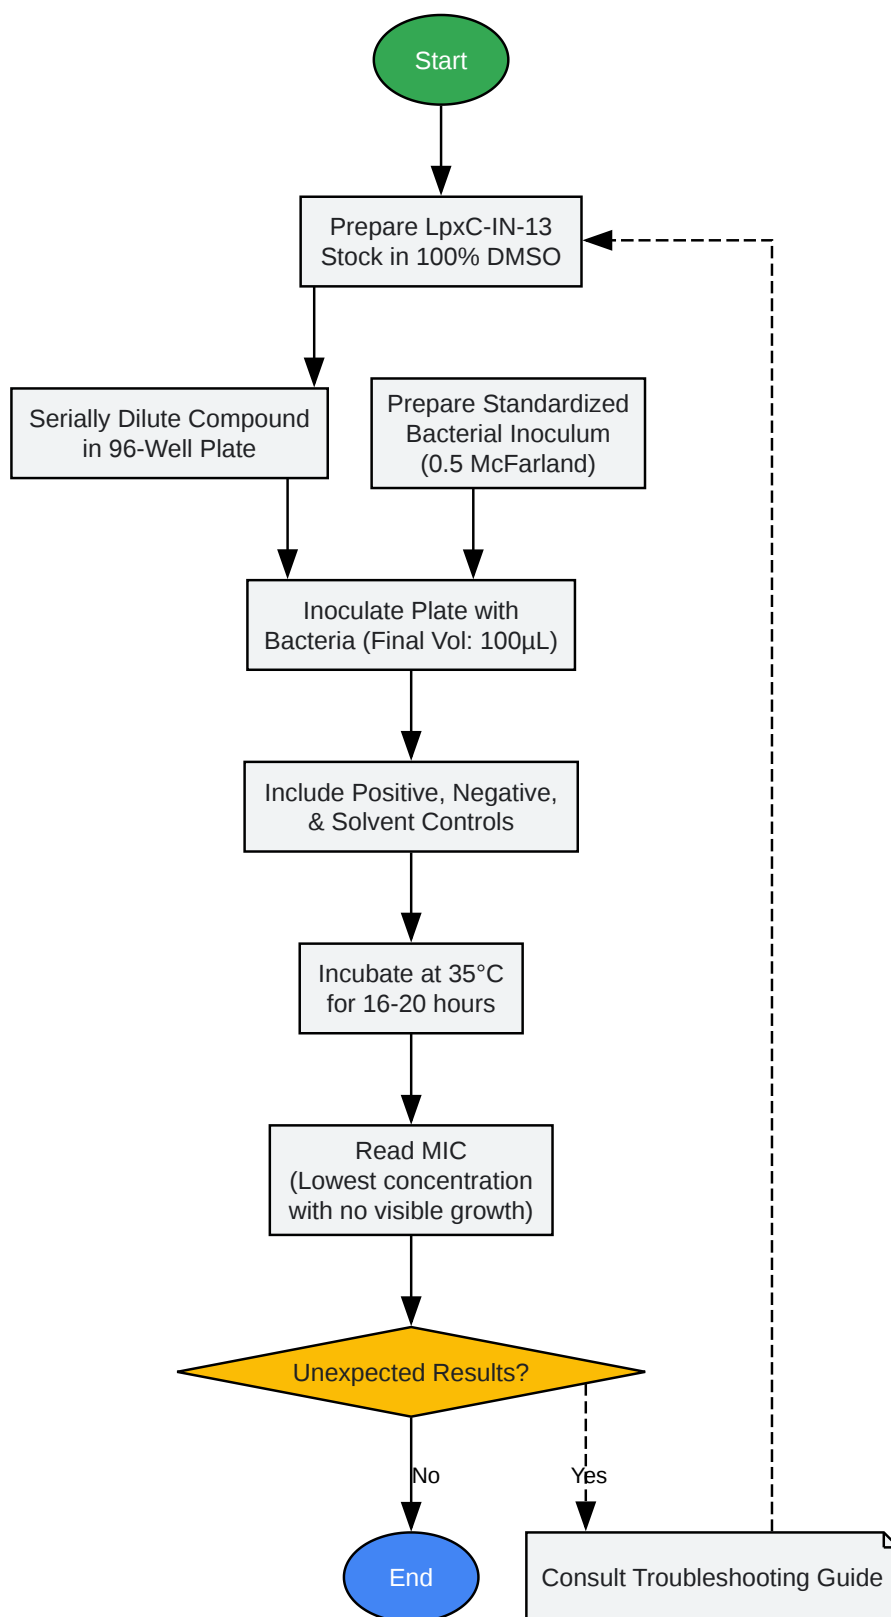 Start
Prepare LpxC-IN-13
Stock in 100% DMSO
Serially Dilute Compound
in 96-Well Plate
Prepare Standardized
Bacterial Inoculum
(0.5 McFarland)
Inoculate Plate with
Bacteria (Final Vol: 100µL)
Include Positive, Negative,
& Solvent Controls
Incubate at 35°C
for 16-20 hours
Read MIC
(Lowest concentration
with no visible growth)
Unexpected Results?
No
Yes
End
Consult Troubleshooting Guide